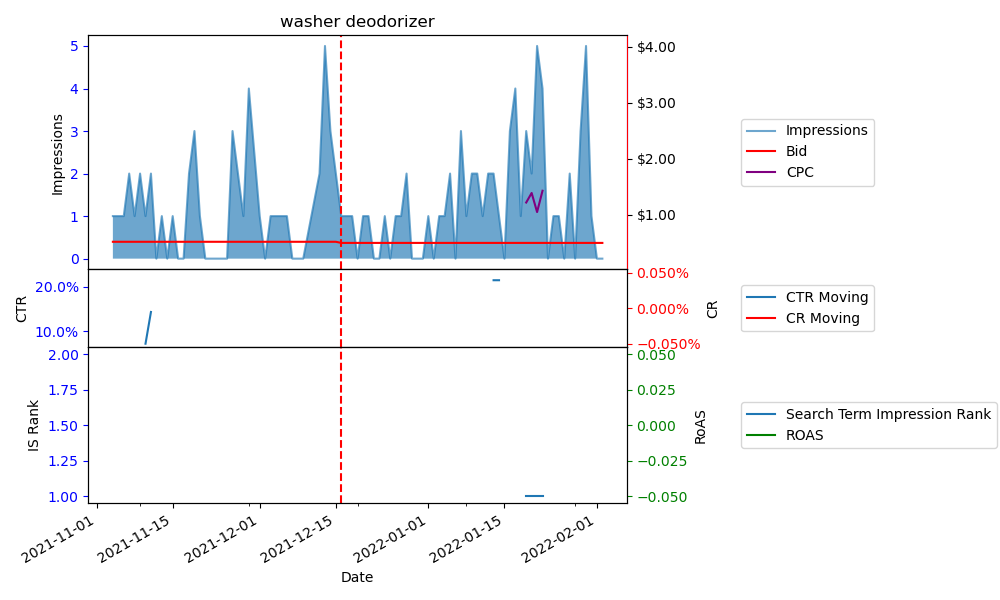 washer deodorizer
Impressions
5
4
3
2
1
0
$4.00
$3.00
$2.00
$1.00
Impressions
Bid
CPC
CTR
20.0%
10.0%
0.050%
0.000%
−0.050%
CR
CTR Moving
CR Moving
IS Rank
2.00
1.75
1.50
1.25
1.00
0.050
0.025
0.000
−0.025
−0.050
RoAS
Search Term Impression Rank
ROAS
2021-11-01
2021-11-15
2021-12-01
2021-12-15
2022-01-01
2022-01-15
2022-02-01
Date